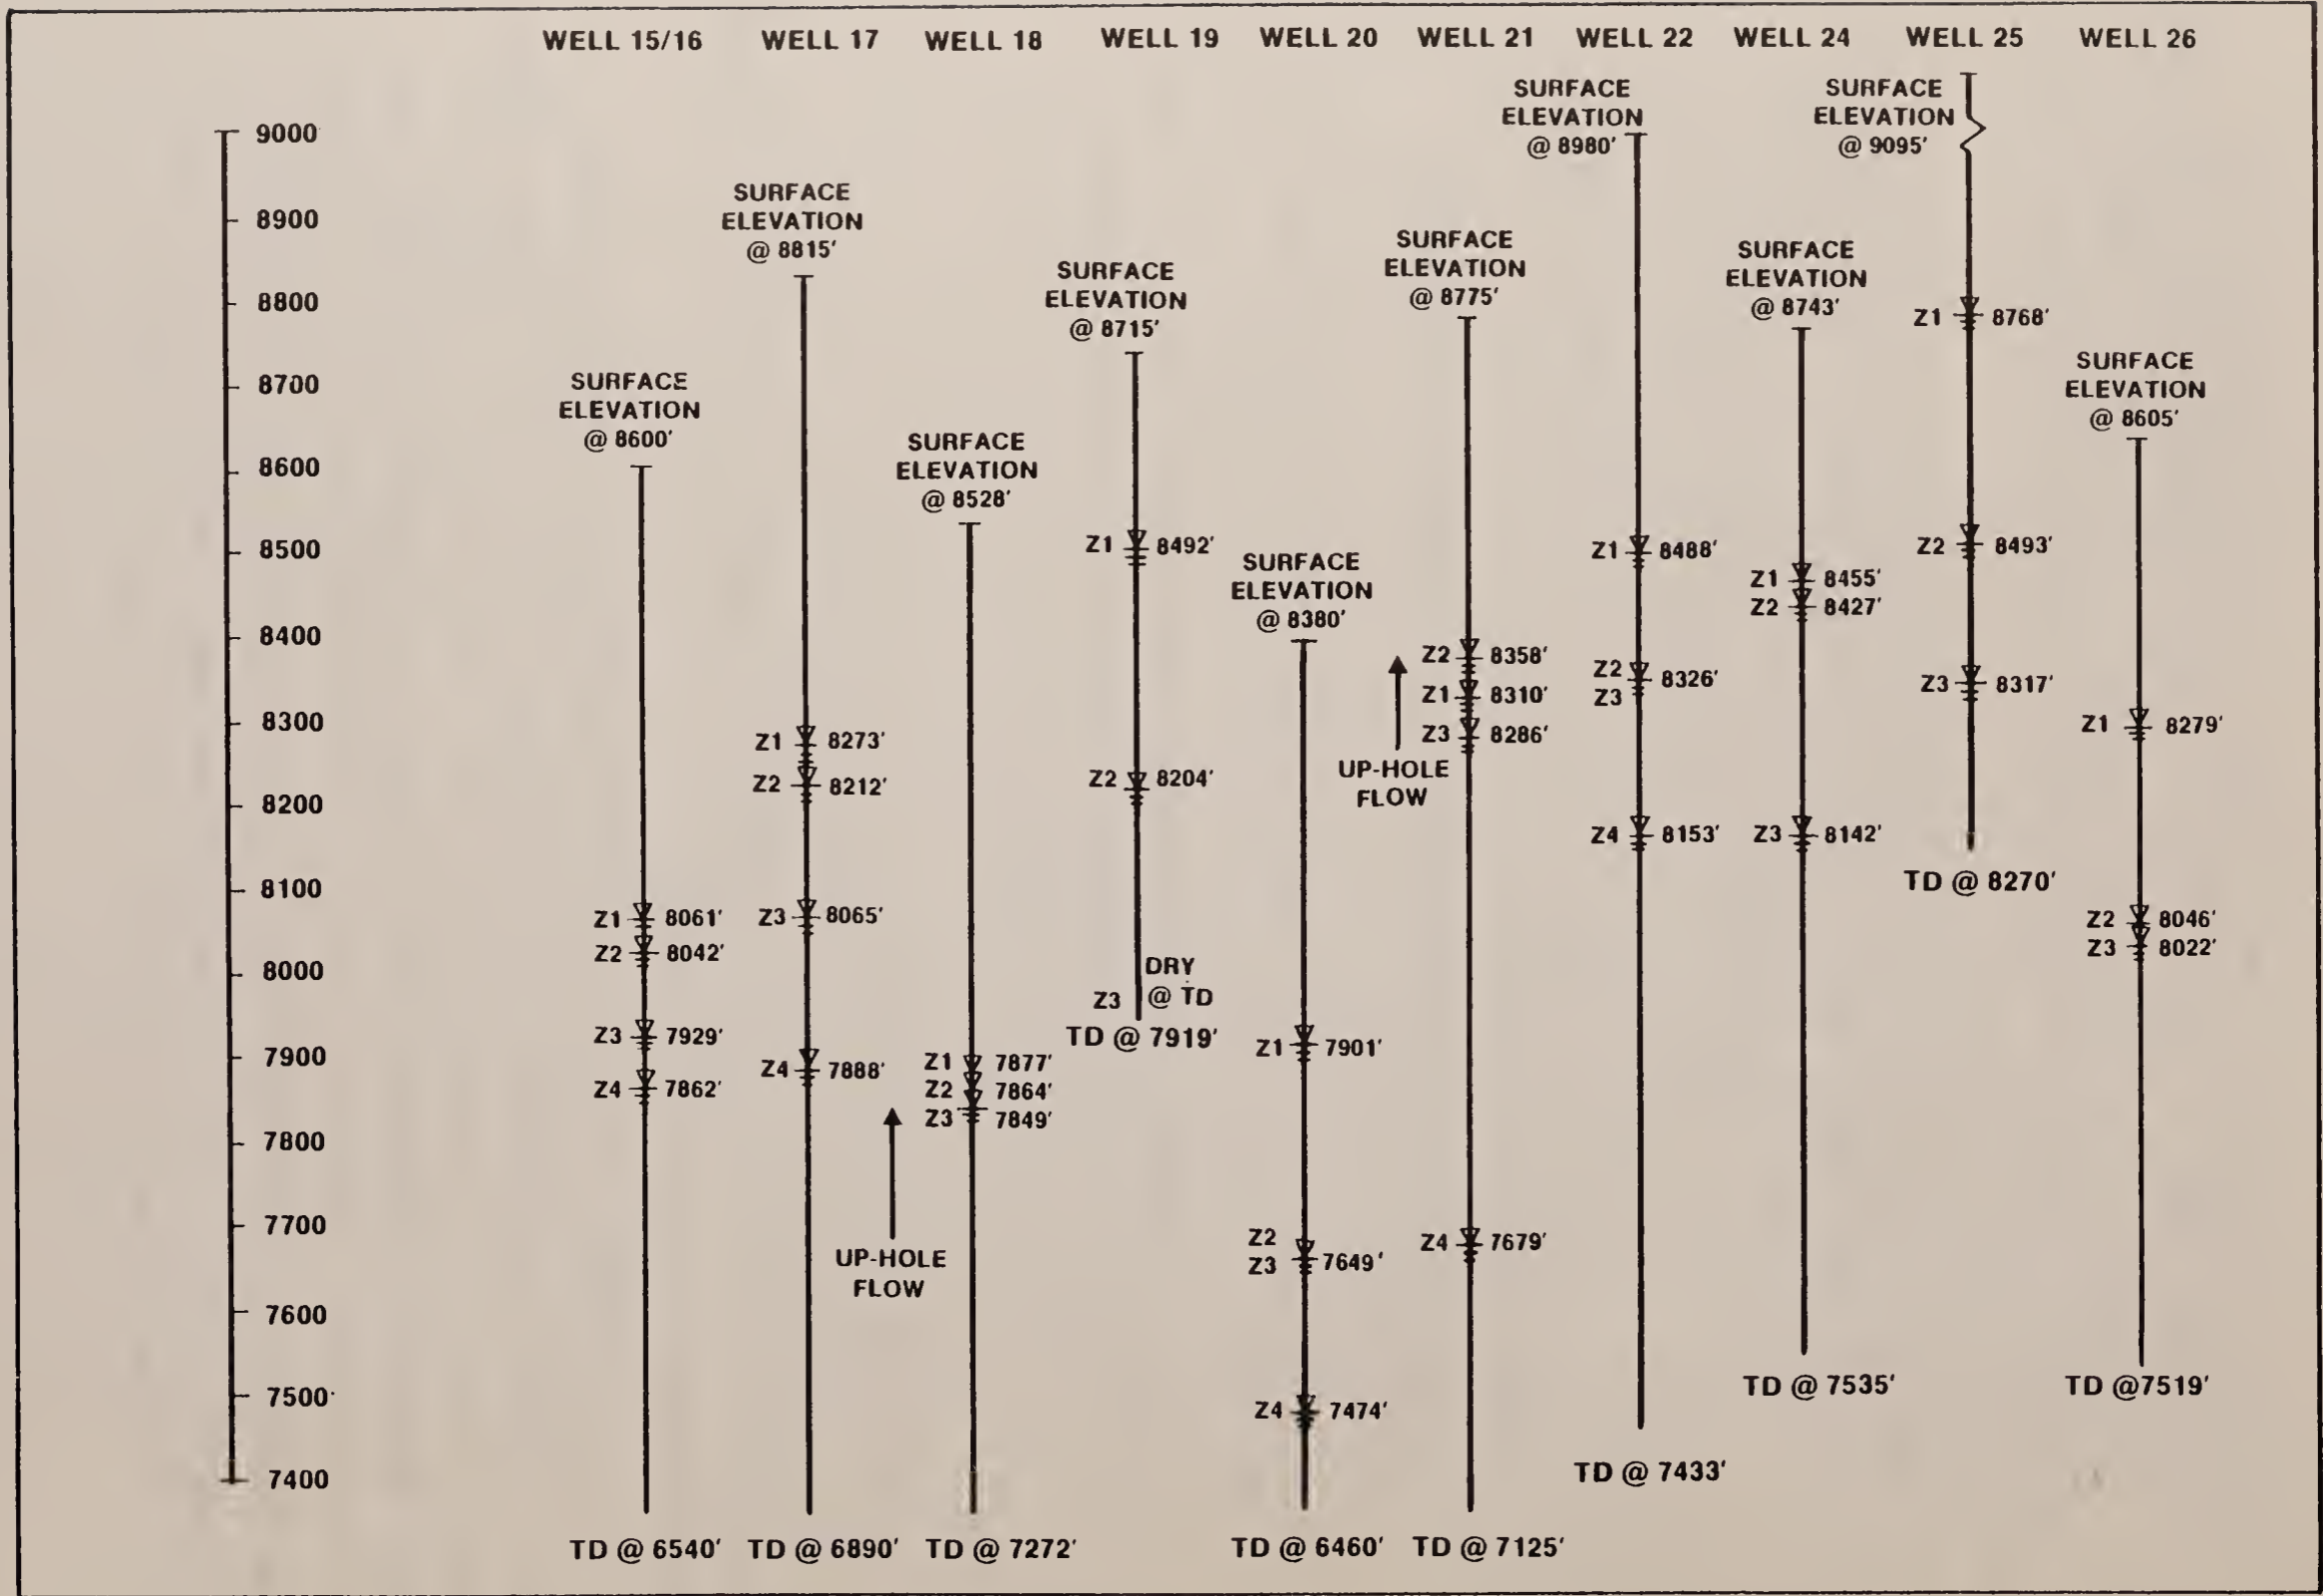 WELL 15/16
WELL 17
WELL 18
WELL 19
WELL 20
WELL 21
WELL 22
WELL 24
WELL 25
WELL 26
9000
8900
8800
8700
8600
8500
8400
8300
8200
8100
8000
7900
7800
7700
7600
7500
7400
SURFACE
ELEVATION
@ 8600'
Z1 8061'
Z2 8042'
Z3 7929'
Z4 7862'
TD @ 6540'
SURFACE
ELEVATION
@ 8815'
Z1 8273'
Z2 8212'
Z3 8065'
Z4 7888'
TD @ 6890'
SURFACE
ELEVATION
@ 8528'
Z1 7877'
Z2 7864'
Z3 7849'
UP-HOLE
FLOW
TD @ 7272'
SURFACE
ELEVATION
@ 8715'
Z1 8492'
Z2 8204'
DRY
Z3 @ TD
TD @ 7919'
SURFACE
ELEVATION
@ 8380'
Z1 7901'
Z2
Z3 7649'
Z4 7474'
TD @ 6460'
SURFACE
ELEVATION
@ 8775'
Z2 8358'
Z1 8310'
Z3 8286'
UP-HOLE
FLOW
Z4 7679'
TD @ 7125'
SURFACE
ELEVATION
@ 8980'
Z1 8488'
Z2 8326'
Z3
Z4 8153'
TD @ 7433'
SURFACE
ELEVATION
@ 8743'
Z1 8455'
Z2 8427'
Z3 8142'
TD @ 7535'
SURFACE
ELEVATION
@ 9095'
Z1 8768'
Z2 8493'
Z3 8317'
TD @ 8270'
SURFACE
ELEVATION
@ 8605'
Z1 8279'
Z2 8046'
Z3 8022'
TD @7519'